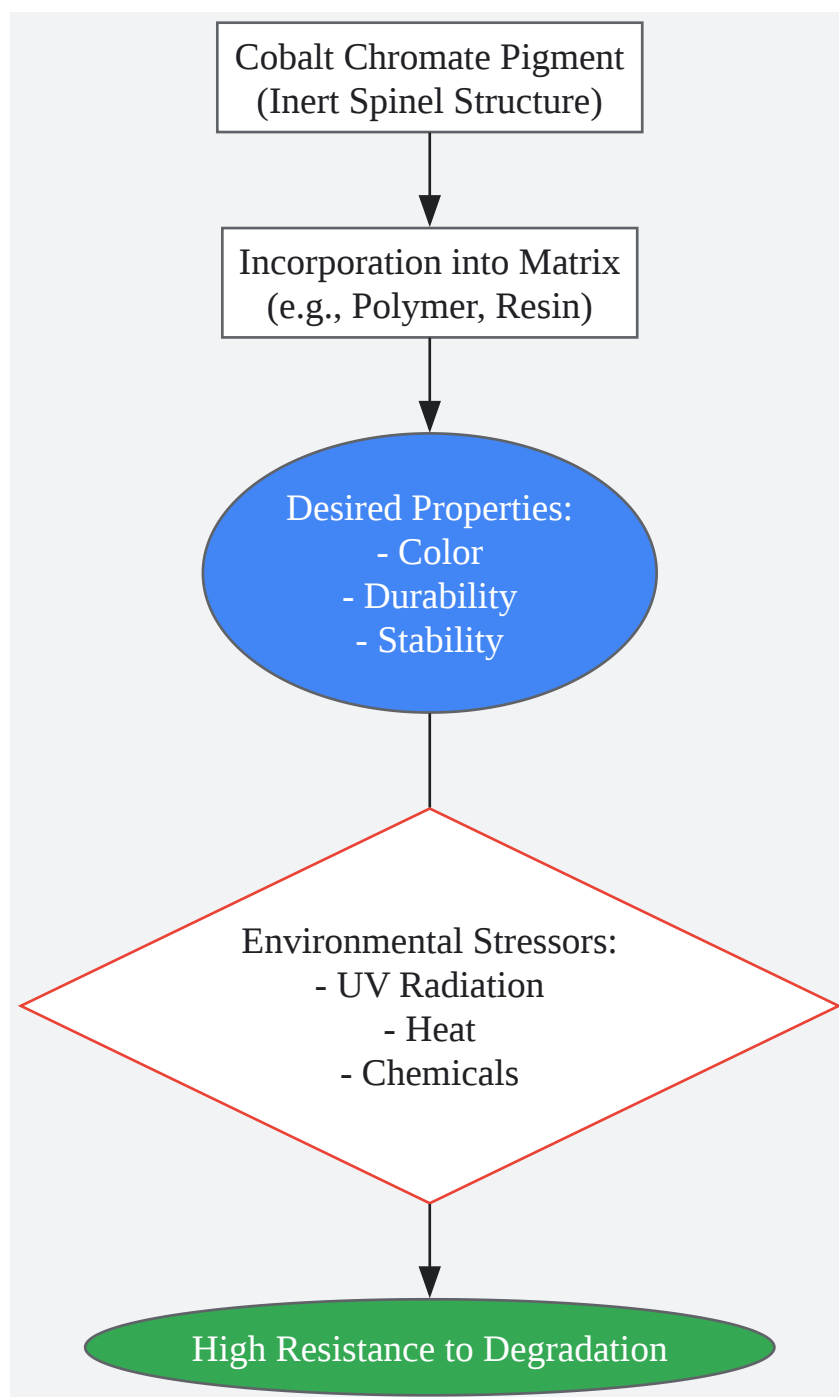 Cobalt Chromate Pigment
(Inert Spinel Structure)
Incorporation into Matrix
(e.g., Polymer, Resin)
Desired Properties:
- Color
- Durability
- Stability
Environmental Stressors:
- UV Radiation
- Heat
- Chemicals
High Resistance to Degradation